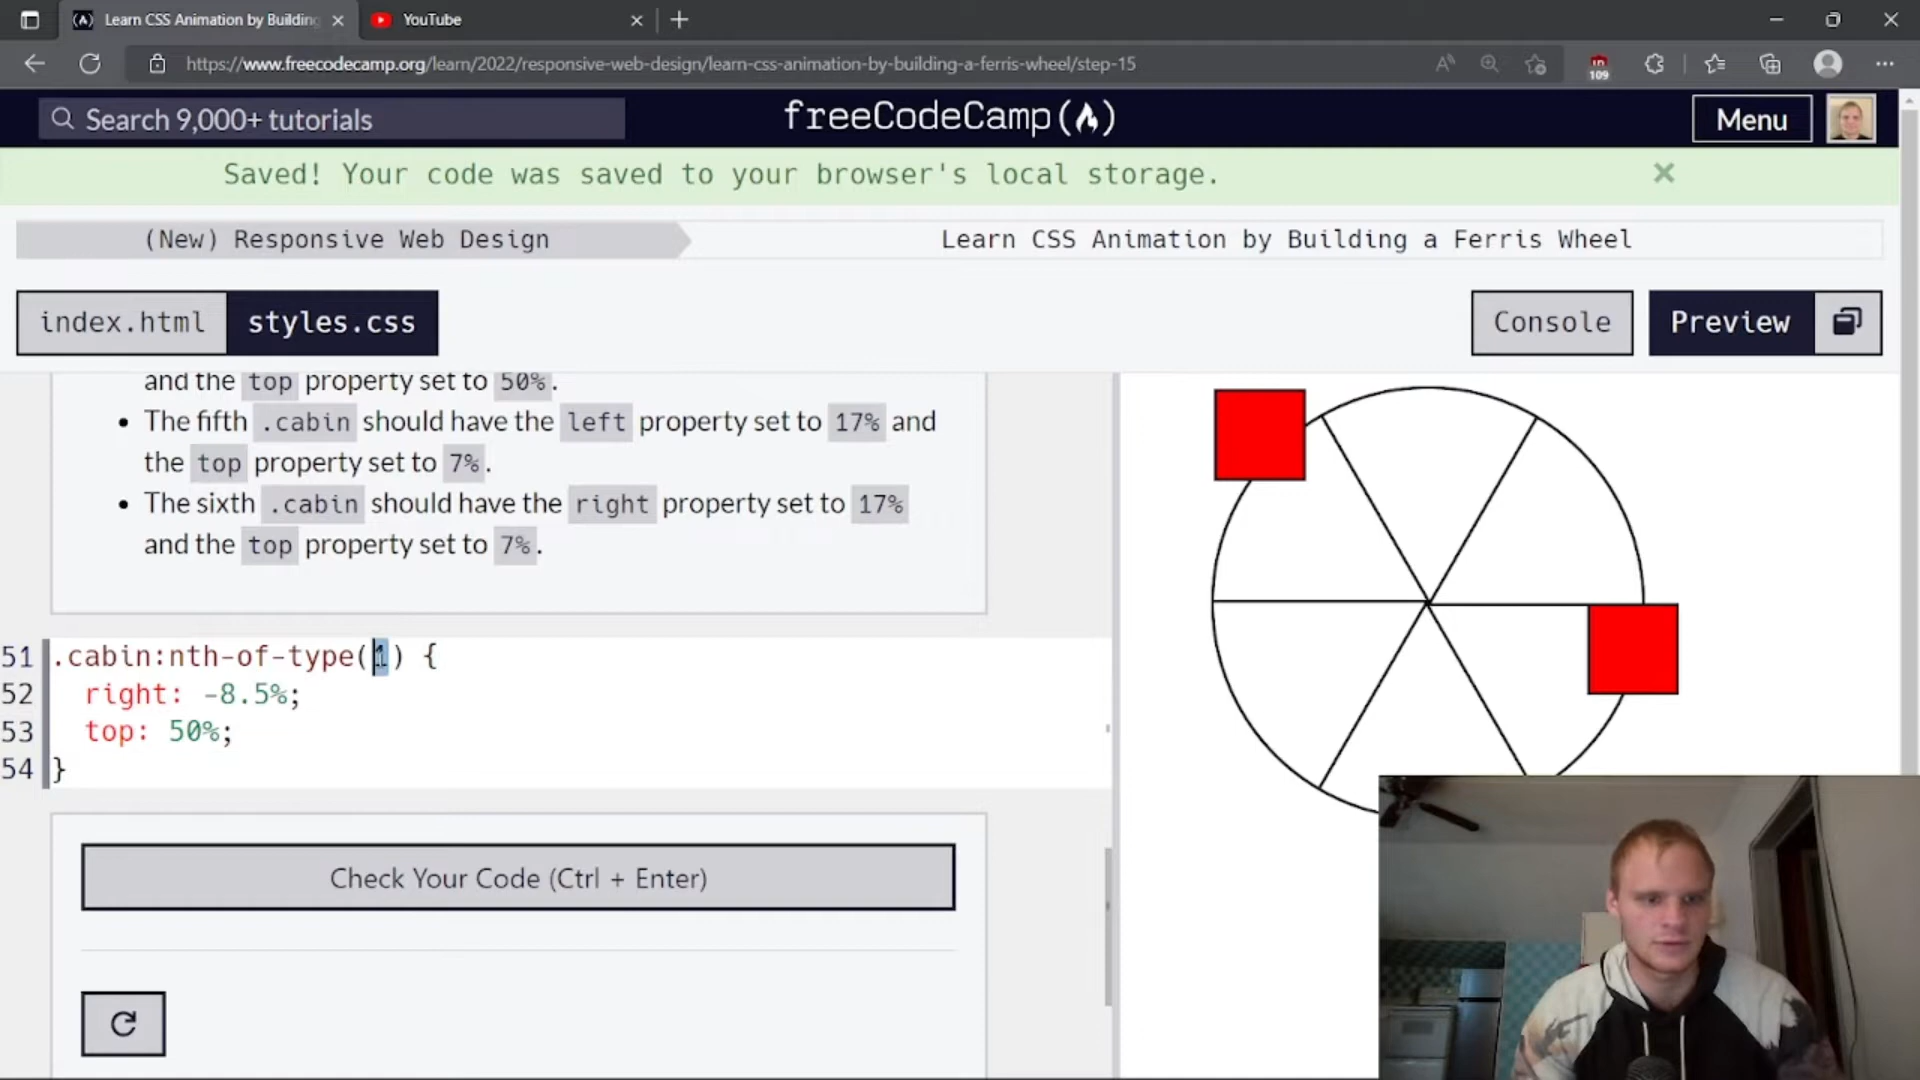 Learn CSS Animation by Building
YouTube
https://www.freecodecamp.org/learn/2022/responsive-web-design/learn-css-animation-by-building-a-ferris-wheel/step-15
109
Search 9,000+ tutorials
freeCodeCamp
Menu
Saved! Your code was saved to your browser's local storage.
(New) Responsive Web Design
Learn CSS Animation by Building a Ferris Wheel
index.html
styles.css
Console
Preview
and the top property set to 50%.
• The fifth .cabin should have the left property set to 17% and
the top property set to 7%.
• The sixth .cabin should have the right property set to 17%
and the top property set to 7%.
51 .cabin:nth-of-type(1) {
52 right: -8.5%;
53 top: 50%;
54 }
Check Your Code (Ctrl + Enter)